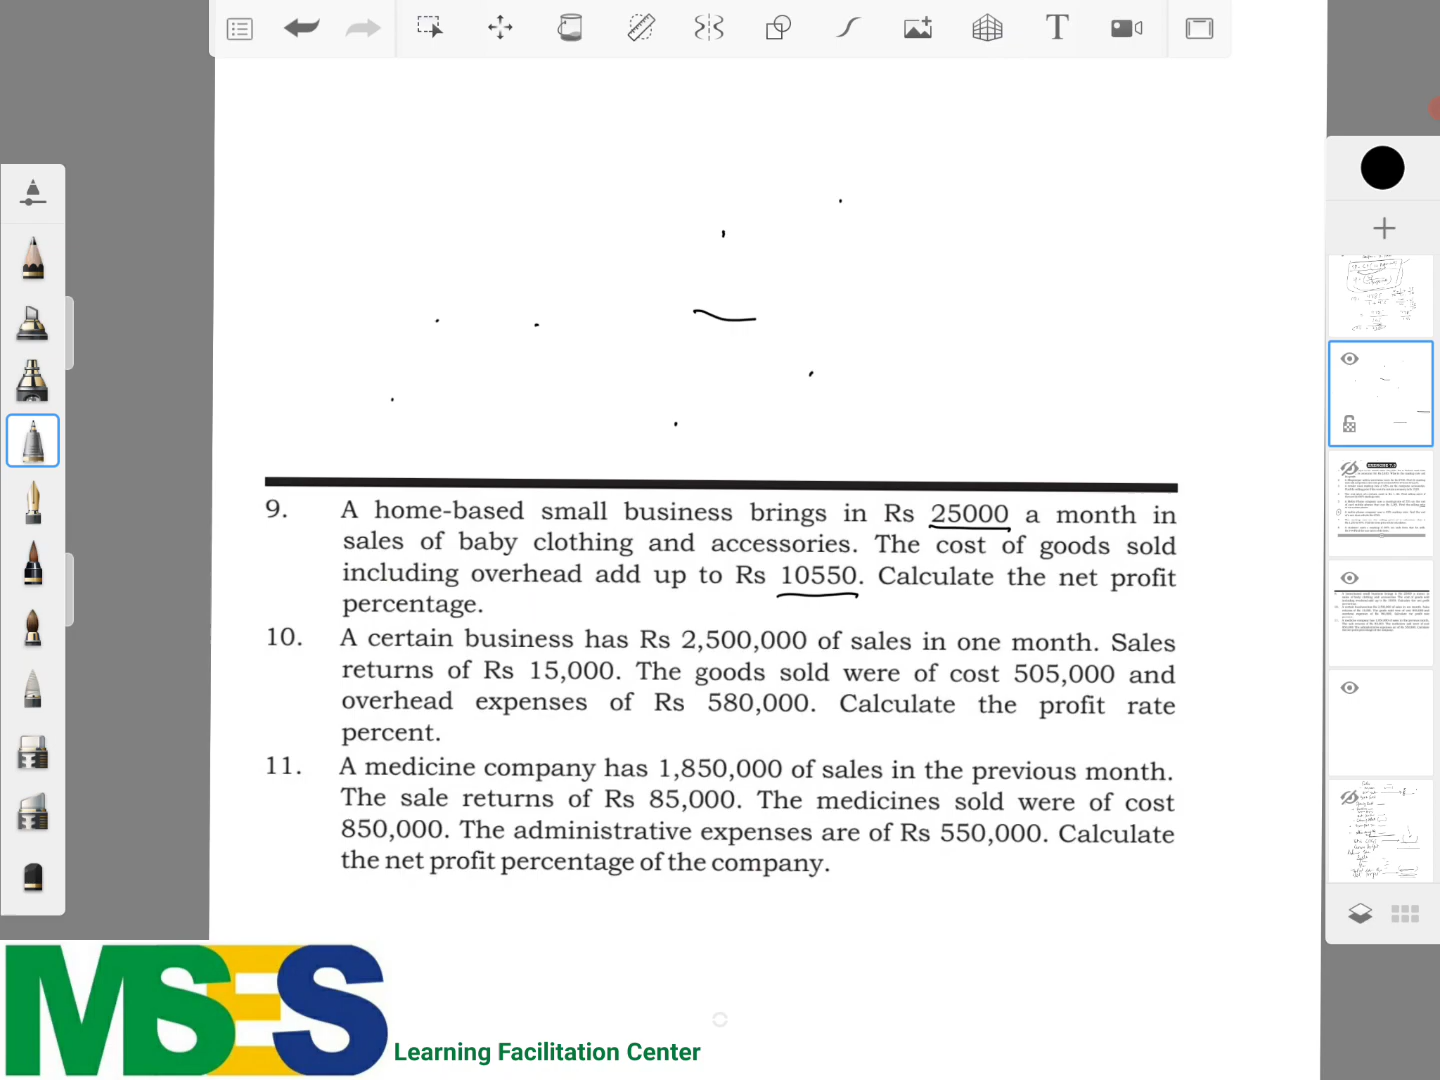 9. A home-based small business brings in Rs 25000 a month in
sales of baby clothing and accessories. The cost of goods sold
including overhead add up to Rs 10550. Calculate the net profit
percentage.
10. A certain business has Rs 2,500,000 of sales in one month. Sales
returns of Rs 15,000. The goods sold were of cost 505,000 and
overhead expenses of Rs 580,000. Calculate the profit rate
percent.
11. A medicine company has 1,850,000 of sales in the previous month.
The sale returns of Rs 85,000. The medicines sold were of cost
850,000. The administrative expenses are of Rs 550,000. Calculate
the net profit percentage of the company.
MSES
Learning Facilitation Center